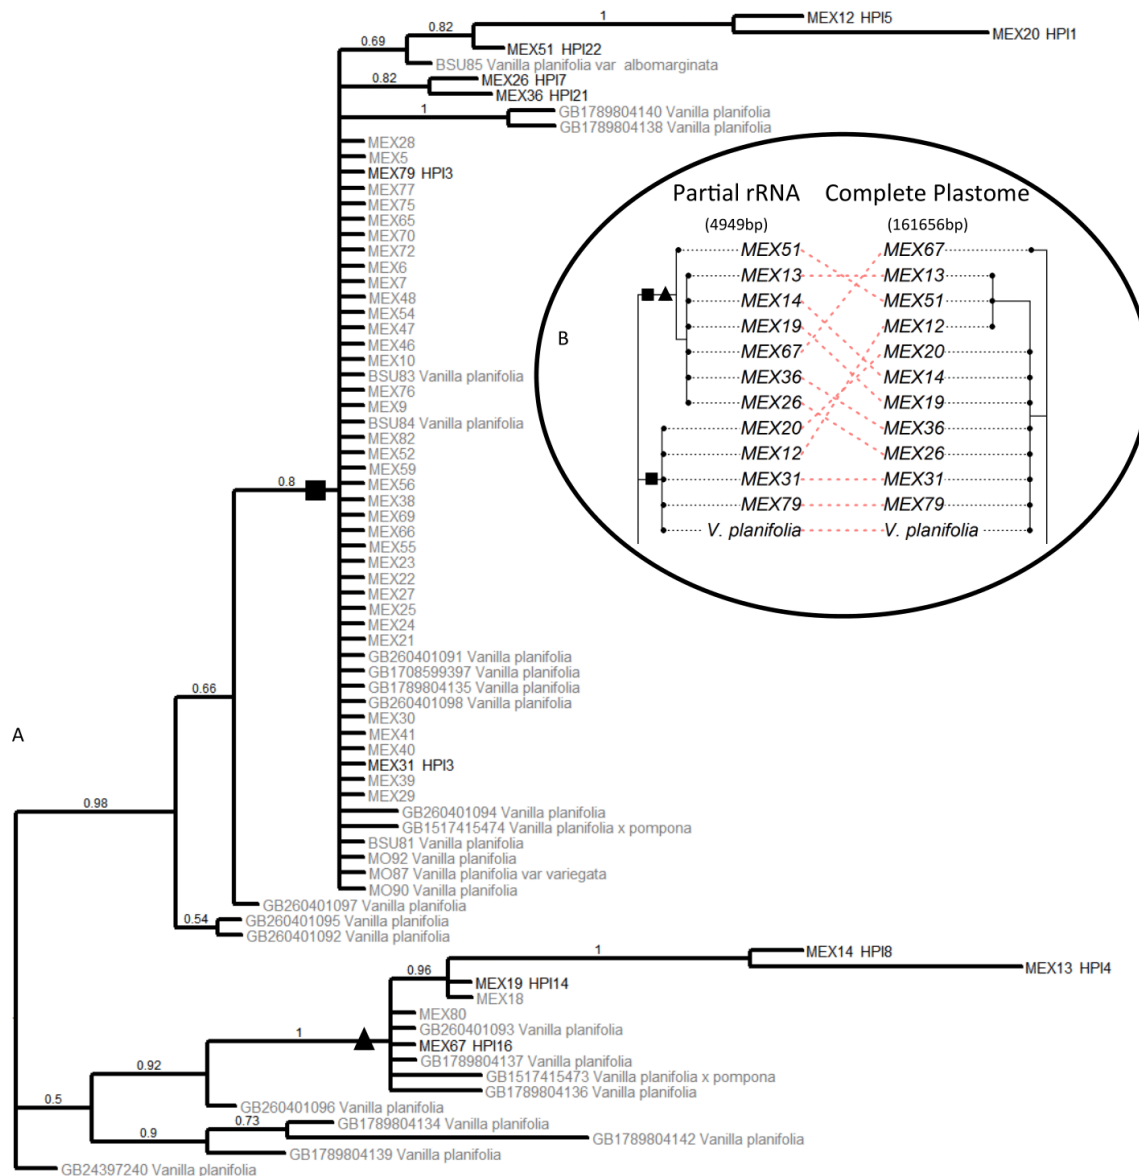 1
MEX12 HPI5
0.82
MEX20 HPI1
0.69
MEX51 HPI22
BSU85 Vanilla planifolia var albomarginata
0.82
MEX26 HPI7
MEX36 HPI21
1
GB1789804140 Vanilla planifolia
GB1789804138 Vanilla planifolia
MEX28
MEX5
MEX79 HPI3
MEX77
MEX75
MEX65
MEX70
MEX72
MEX6
MEX7
MEX48
MEX54
MEX47
MEX46
MEX10
BSU83 Vanilla planifolia
MEX76
MEX9
BSU84 Vanilla planifolia
MEX82
MEX52
MEX59
0.8
MEX56
MEX38
MEX69
MEX66
MEX55
MEX23
MEX22
MEX27
MEX25
MEX24
MEX21
GB260401091 Vanilla planifolia
GB1708599397 Vanilla planifolia
GB1789804135 Vanilla planifolia
0.66
GB260401098 Vanilla planifolia
MEX30
A
MEX41
MEX40
MEX31 HPI3
MEX39
MEX29
0.98
GB260401094 Vanilla planifolia
GB1517415474 Vanilla planifolia x pompona
BSU81 Vanilla planifolia
MO92 Vanilla planifolia
MO87 Vanilla planifolia var variegata
MO90 Vanilla planifolia
GB260401097 Vanilla planifolia
0.54
GB260401095 Vanilla planifolia
GB260401092 Vanilla planifolia
1
MEX14 HPI8
MEX13 HPI4
0.96
MEX19 HPI14
MEX18
MEX80
GB260401093 Vanilla planifolia
1
MEX67 HPI16
GB1789804137 Vanilla planifolia
0.92
GB1517415473 Vanilla planifolia x pompona
GB1789804136 Vanilla planifolia
0.5
GB260401096 Vanilla planifolia
0.73
GB1789804134 Vanilla planifolia
0.9
GB1789804142 Vanilla planifolia
GB1789804139 Vanilla planifolia
GB24397240 Vanilla planifolia
B
Partial rRNA Complete Plastome
(4949bp) (161656bp)
MEX51 MEX67
MEX13 MEX13
MEX14 MEX51
MEX19 MEX12
MEX67 MEX20
MEX36 MEX14
MEX26 MEX19
MEX20 MEX36
MEX12 MEX26
MEX31 MEX31
MEX79 MEX79
V. planifolia V. planifolia